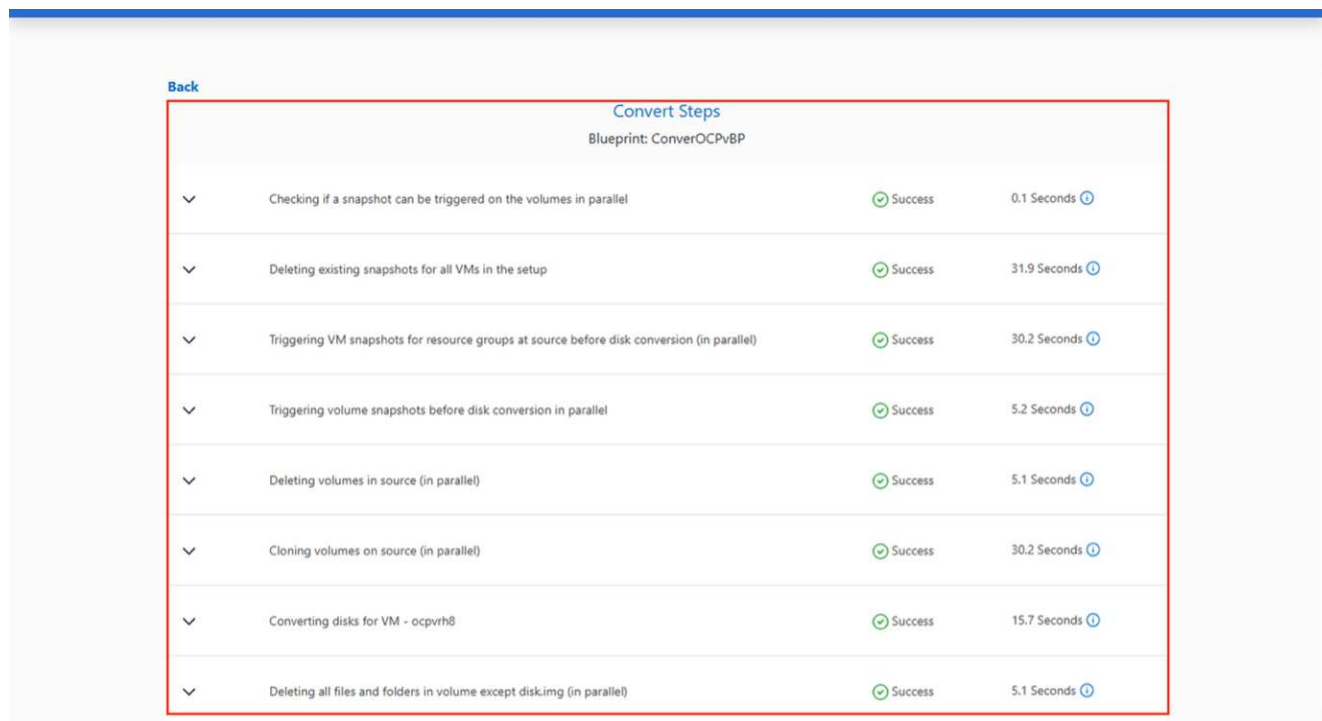 Back
Convert Steps
Blueprint: ConverOCPvBP
Checking if a snapshot can be triggered on the volumes in parallel Success 0.1 Seconds
Deleting existing snapshots for all VMs in the setup Success 31.9 Seconds
Triggering VM snapshots for resource groups at source before disk conversion (in parallel) Success 30.2 Seconds
Triggering volume snapshots before disk conversion in parallel Success 5.2 Seconds
Deleting volumes in source (in parallel) Success 5.1 Seconds
Cloning volumes on source (in parallel) Success 30.2 Seconds
Converting disks for VM - ocpvrh8 Success 15.7 Seconds
Deleting all files and folders in volume except disk.img (in parallel) Success 5.1 Seconds